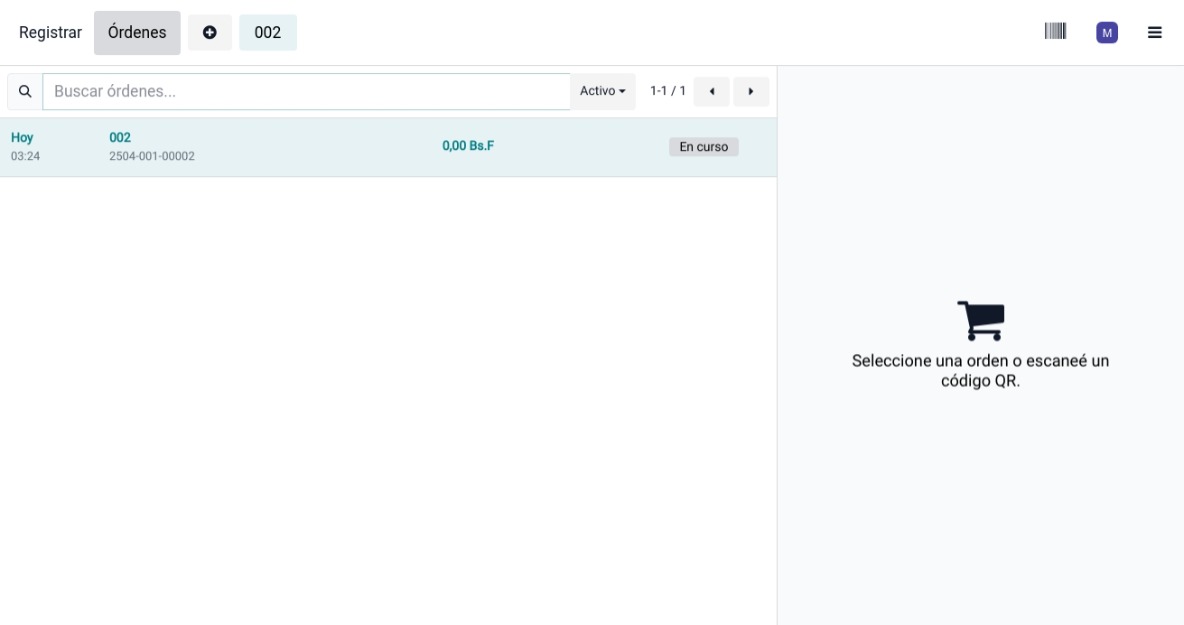 Registrar Órdenes 002 M
Buscar órdenes... Activo 1-1 / 1
Hoy 002 0,00 Bs.F En curso
03:24 2504-001-00002
Seleccione una orden o escaneé un
código QR.